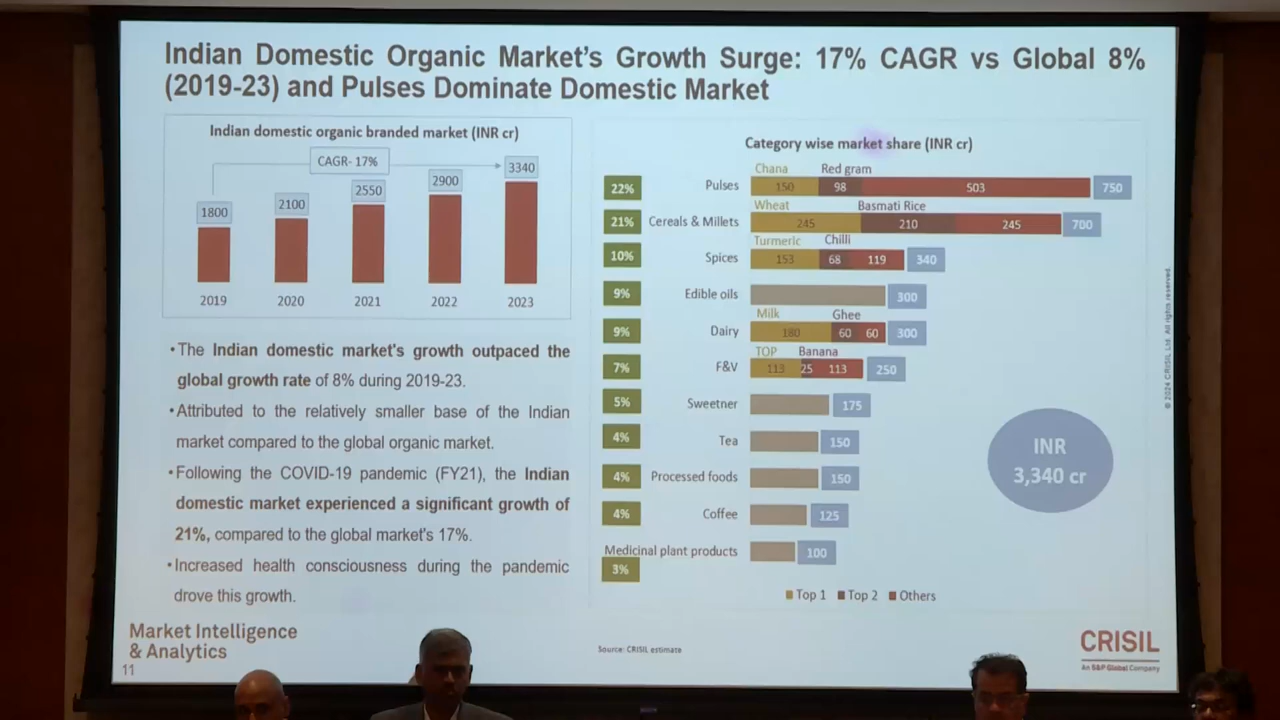 Indian Domestic Organic Market's Growth Surge: 17% CAGR vs Global 8%
(2019-23) and Pulses Dominate Domestic Market
Indian domestic organic branded market (INR cr)
CAGR- 17%
1800
2100
2550
2900
3340
2019
2020
2021
2022
2023
•The Indian domestic market's growth outpaced the
global growth rate of 8% during 2019-23.
•Attributed to the relatively smaller base of the Indian
market compared to the global organic market.
•Following the COVID-19 pandemic (FY21), the Indian
domestic market experienced a significant growth of
21%, compared to the global market's 17%.
•Increased health consciousness during the pandemic
drove this growth.
Category wise market share (INR cr)
Chana Red gram
22% Pulses 150 98 503 750
Wheat Basmati Rice
21% Cereals & Millets 245 210 245 700
Turmeric Chilli
10% Spices 153 68 119 340
9% Edible oils 300
Milk Ghee
9% Dairy 180 60 60 300
TOP Banana
7% F&V 113 25 113 250
5% Sweetner 175
4% Tea 150
4% Processed foods 150
4% Coffee 125
Medicinal plant products 100
3%
INR
3,340 cr
Top 1 Top 2 Others
© 2024 CRISIL Ltd. All rights reserved.
Market Intelligence
& Analytics
11
Source: CRISIL estimate
CRISIL
An S&P Global Company